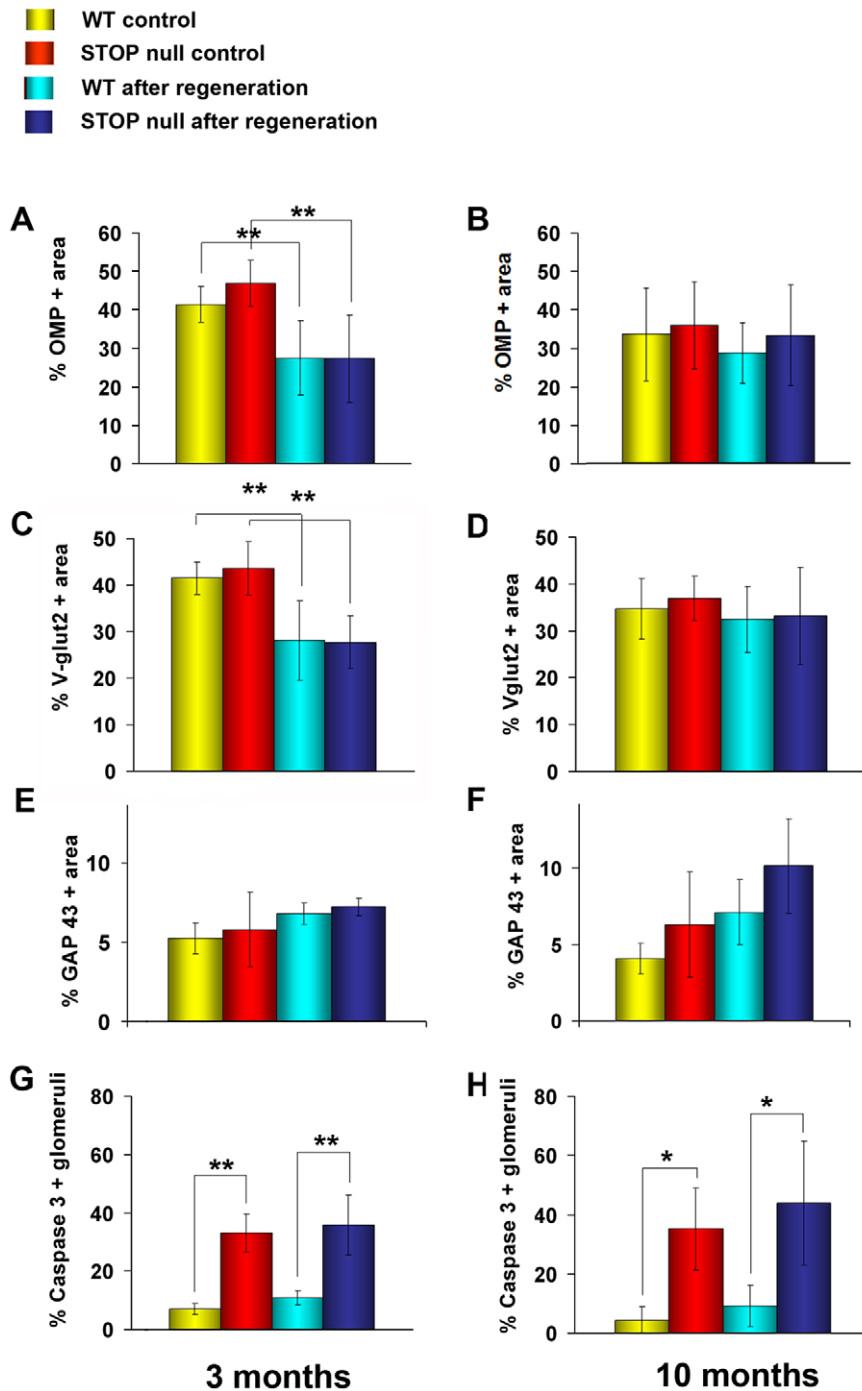 WT control
STOP null control
WT after regeneration
STOP null after regeneration
A
% OMP + area
60
50
40
30
20
10
0
**
**
B
% OMP + area
60
50
40
30
20
10
0
C
% V-glut2 + area
50
40
30
20
10
0
**
**
D
% Vglut2 + area
50
40
30
20
10
0
E
% GAP 43 + area
10
5
0
F
% GAP 43 + area
10
5
0
G
% Caspase 3 + glomeruli
80
60
40
20
0
**
**
H
% Caspase 3 + glomeruli
80
60
40
20
0
*
*
3 months
10 months